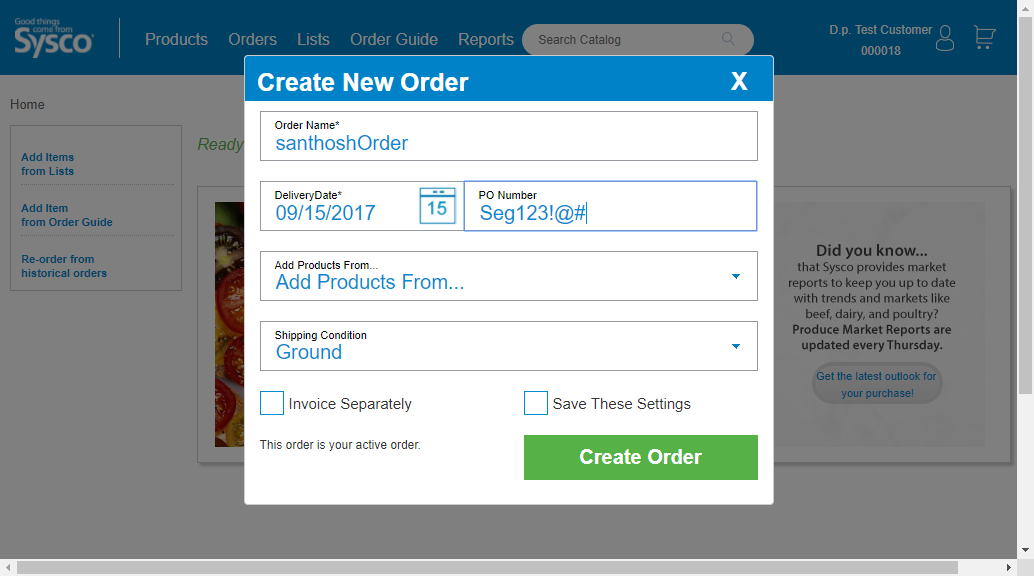 Good things
come from
Sysco
Products Orders Lists Order Guide Reports Search Catalog
D.p. Test Customer
000018
Create New Order X
Home
Order Name*
santhoshOrder
Add Items
from Lists
Ready
DeliveryDate*
09/15/2017
15
PO Number
Seg123!@#
Add Item
from Order Guide
Re-order from
historical orders
Add Products From...
Add Products From...
Shipping Condition
Ground
Invoice Separately
Save These Settings
This order is your active order.
Create Order
Did you know...
that Sysco provides market
reports to keep you up to date
with trends and markets like
beef, dairy, and poultry?
Produce Market Reports are
updated every Thursday.
Get the latest outlook for
your purchase!